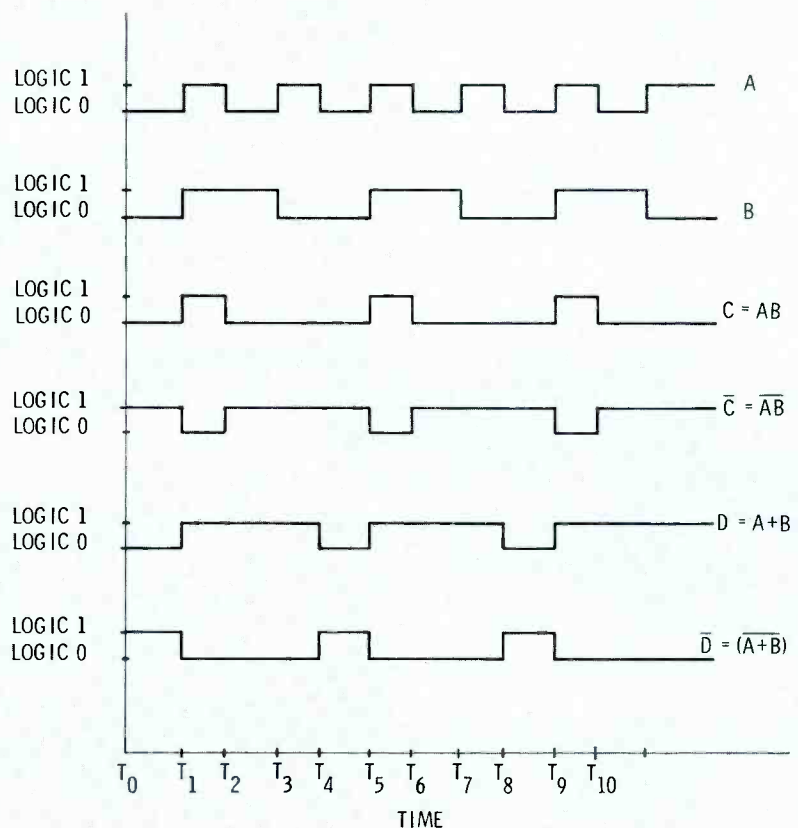 LOGIC 1
LOGIC 0
A
LOGIC 1
LOGIC 0
B
LOGIC 1
LOGIC 0
C = AB
LOGIC 1
LOGIC 0
C̅ = A̅B̅
LOGIC 1
LOGIC 0
D = A+B
LOGIC 1
LOGIC 0
D̅ = (A̅+̅B̅)
T₀ T₁ T₂ T₃ T₄ T₅ T₆ T₇ T₈ T₉ T₁₀
TIME